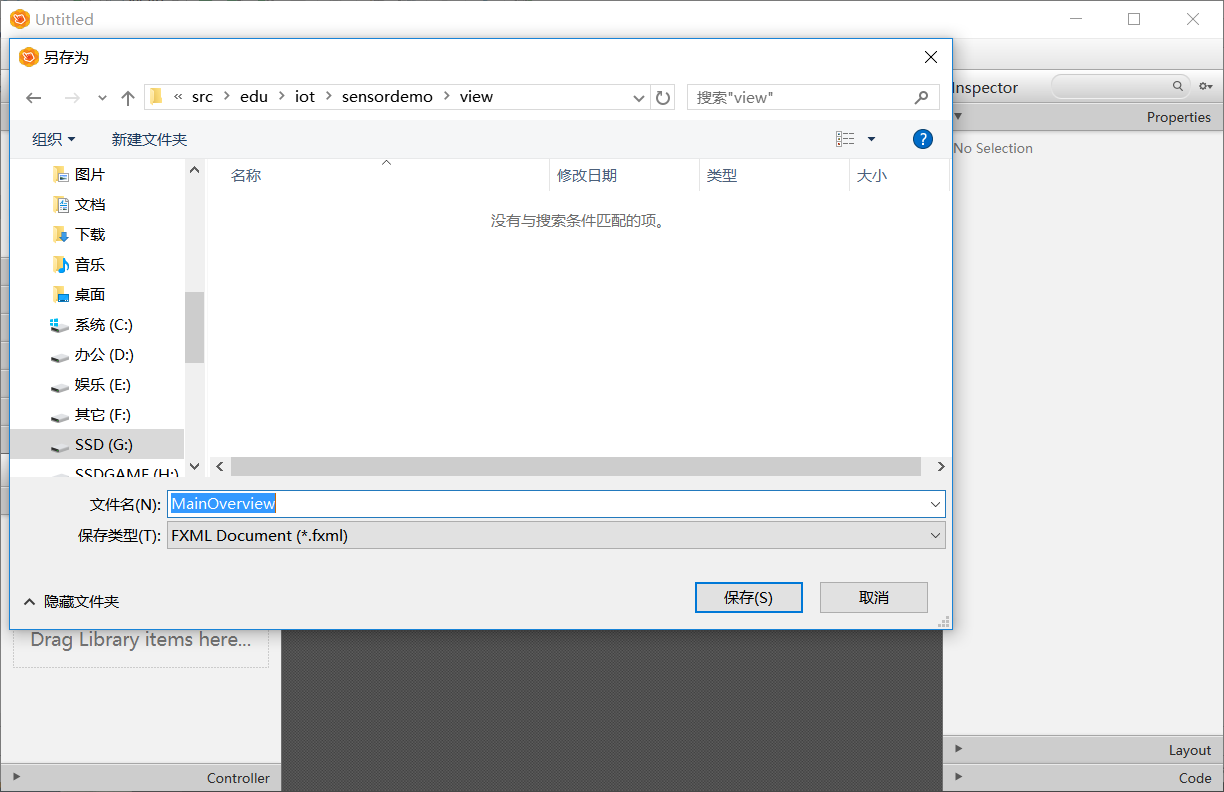 Untitled
另存为
« src > edu > iot > sensordemo > view
搜索"view"
组织
新建文件夹
?
图片
文档
下载
音乐
桌面
系统 (C:)
办公 (D:)
娱乐 (E:)
其它 (F:)
SSD (G:)
SSDGAME (H:)
名称
修改日期
类型
大小
没有与搜索条件匹配的项。
文件名(N):
MainOverview
保存类型(T):
FXML Document (*.fxml)
隐藏文件夹
保存(S)
取消
Inspector
Properties
No Selection
Drag Library items here...
Controller
Layout
Code